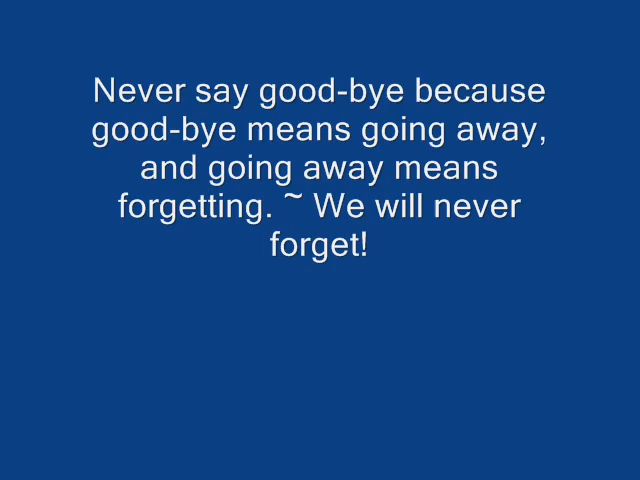 Never say good-bye because
good-bye means going away,
and going away means
forgetting. ~ We will never
forget!